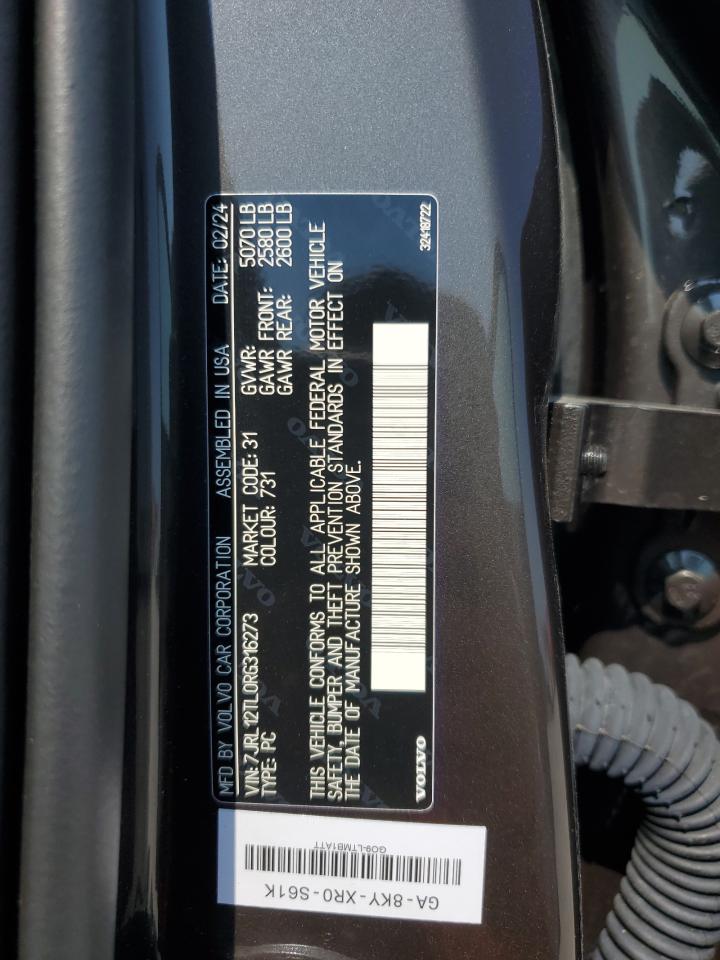 MFD BY VOLVO CAR CORPORATION ASSEMBLED IN USA DATE: 02/24
VIN: 7JRL12TL0RG316273 MARKET CODE: 31 GVWR: 5070 LB
TYPE: PC COLOUR: 731 GAWR FRONT: 2580 LB
GAWR REAR: 2600 LB
THIS VEHICLE CONFORMS TO ALL APPLICABLE FEDERAL MOTOR VEHICLE
SAFETY, BUMPER AND THEFT PREVENTION STANDARDS IN EFFECT ON
THE DATE OF MANUFACTURE SHOWN ABOVE.
VOLVO 32418722
GO9-LTMB1ATT
GA-8KY-XR0-S61K